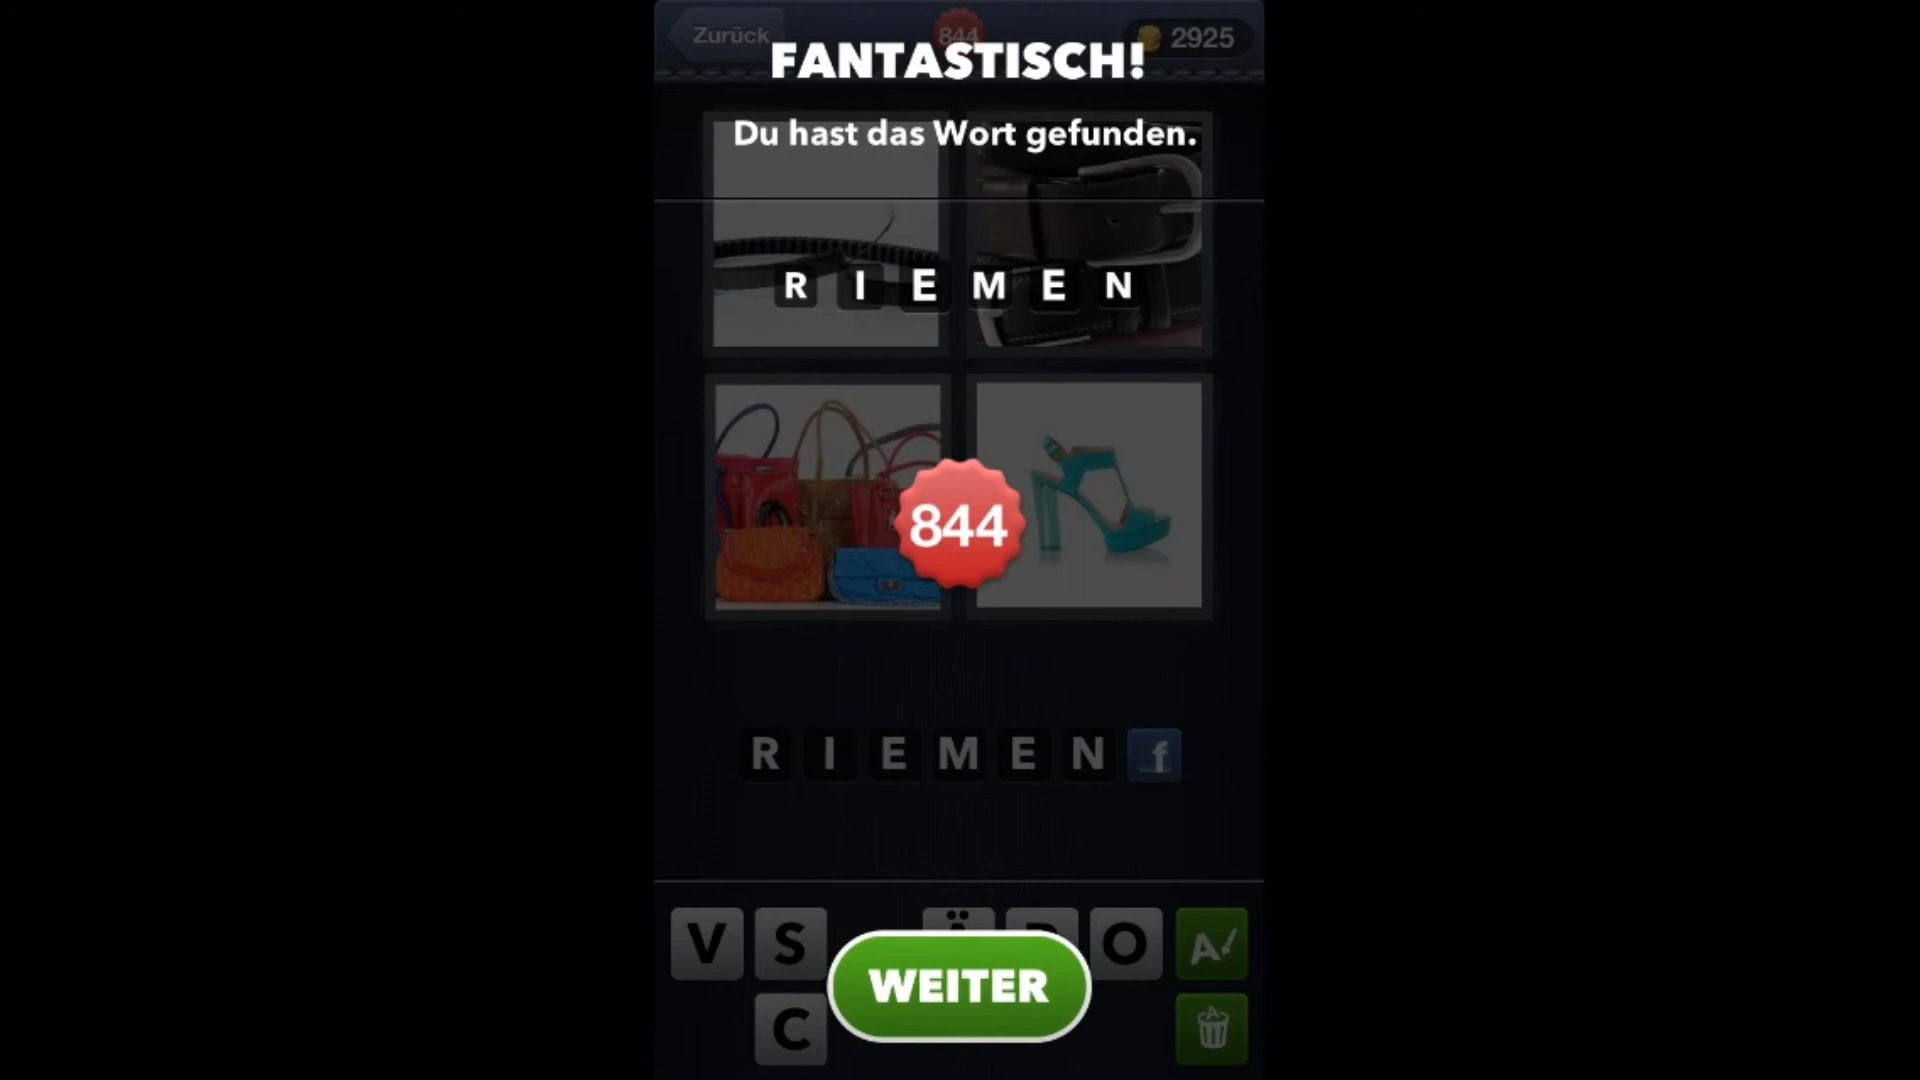 Zurück
844
2925
FANTASTISCH!
Du hast das Wort gefunden.
R I E M E N
844
R I E M E N f
V S Ä O A
C
WEITER